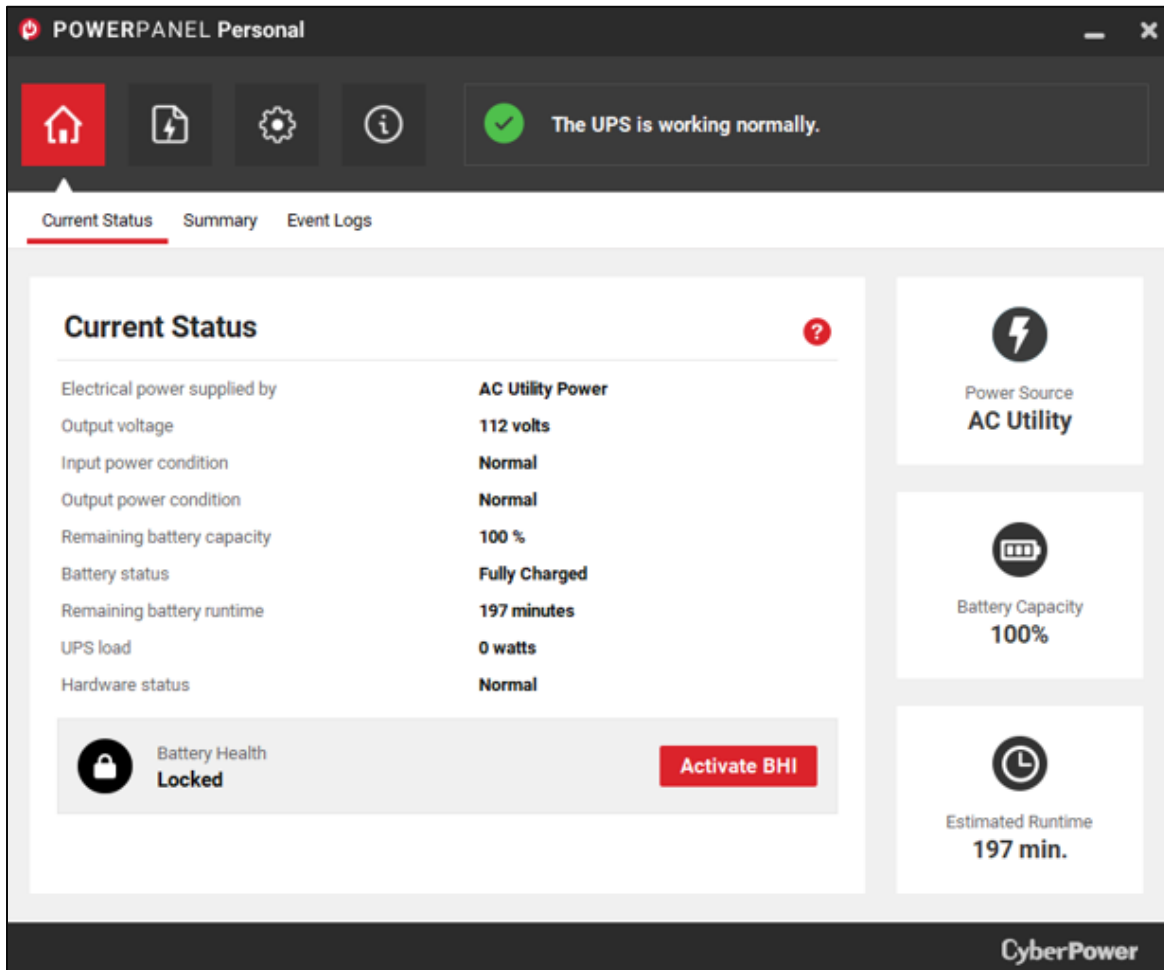 POWERPANEL Personal
The UPS is working normally.
Current Status Summary Event Logs
Current Status
?
Electrical power supplied by AC Utility Power
Output voltage 112 volts
Input power condition Normal
Output power condition Normal
Remaining battery capacity 100 %
Battery status Fully Charged
Remaining battery runtime 197 minutes
UPS load 0 watts
Hardware status Normal
Battery Health
Locked
Activate BHI
Power Source
AC Utility
Battery Capacity
100%
Estimated Runtime
197 min.
CyberPower